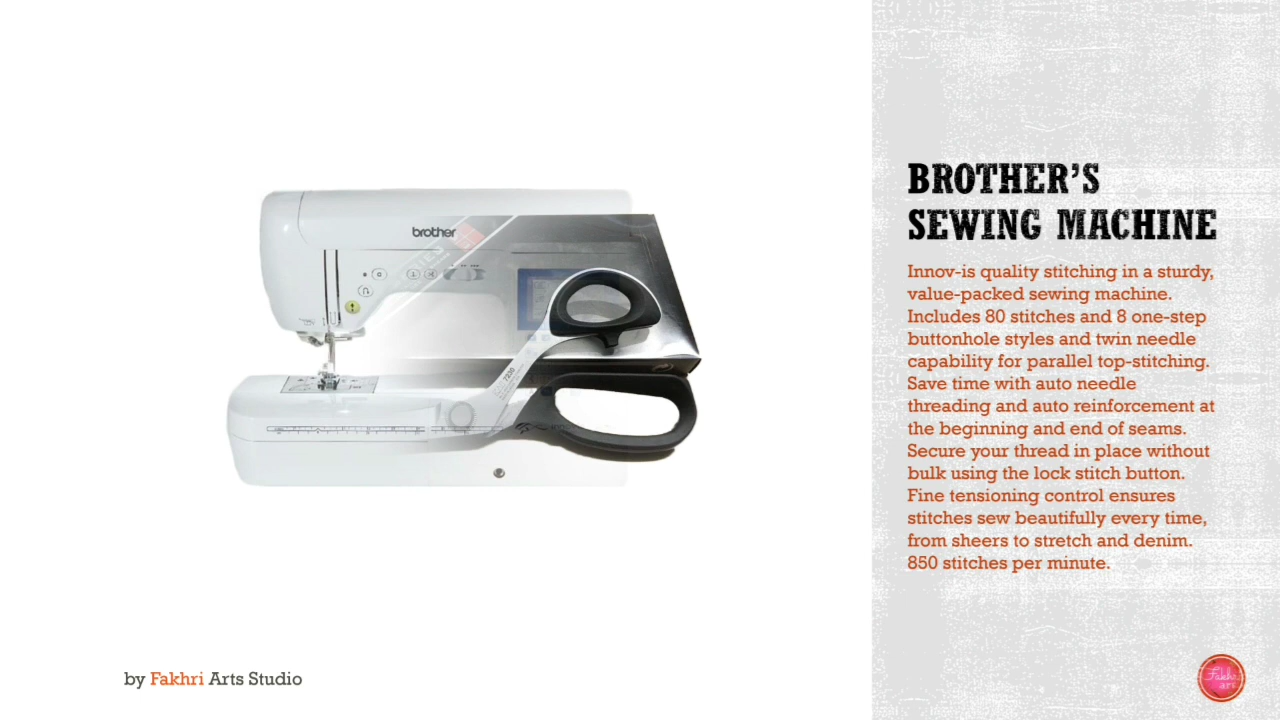 brother
7230
BROTHER'S
SEWING MACHINE
Innov-is quality stitching in a sturdy,
value-packed sewing machine.
Includes 80 stitches and 8 one-step
buttonhole styles and twin needle
capability for parallel top-stitching.
Save time with auto needle
threading and auto reinforcement at
the beginning and end of seams.
Secure your thread in place without
bulk using the lock stitch button.
Fine tensioning control ensures
stitches sew beautifully every time,
from sheers to stretch and denim.
850 stitches per minute.
by Fakhri Arts Studio
Fakhri
art